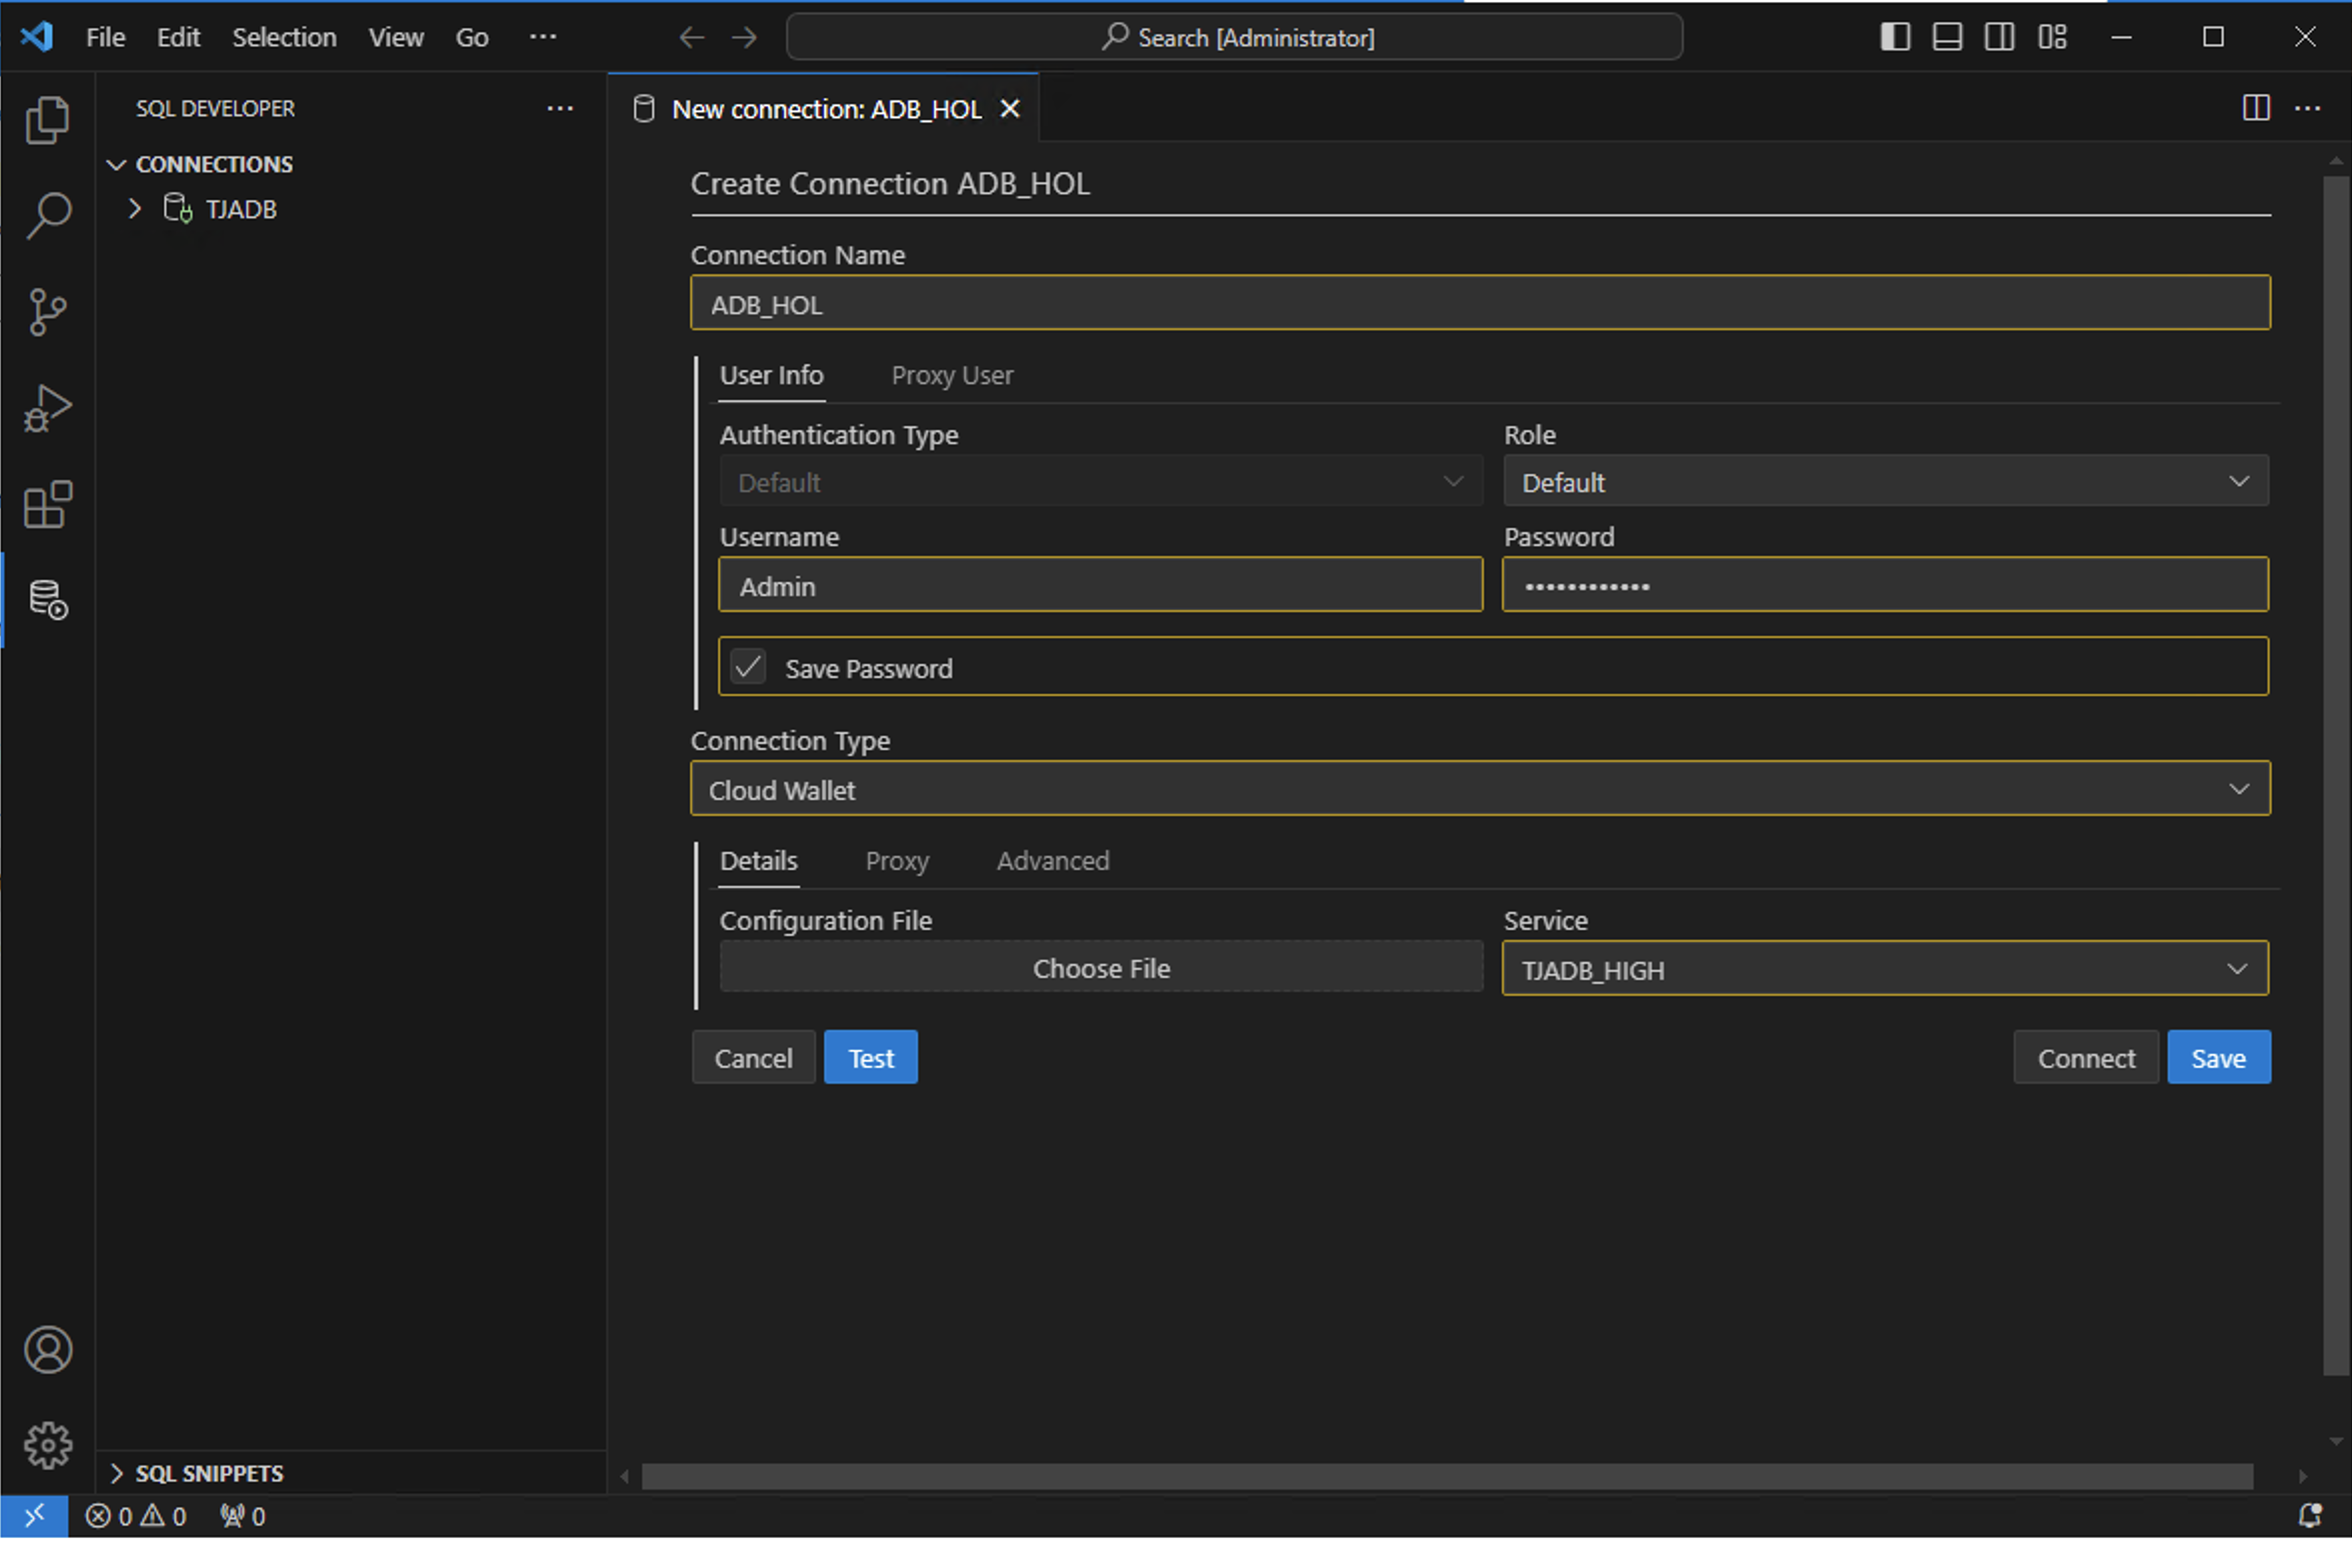 File Edit Selection View Go ··· Search [Administrator]
SQL DEVELOPER ···
New connection: ADB_HOL
···
CONNECTIONS
TJADB
Create Connection ADB_HOL
Connection Name
ADB_HOL
User Info Proxy User
Authentication Type Role
Default Default
Username Password
Admin ••••••••••••
Save Password
Connection Type
Cloud Wallet
Details Proxy Advanced
Configuration File Service
Choose File TJADB_HIGH
Cancel Test Connect Save
SQL SNIPPETS
0 0 0